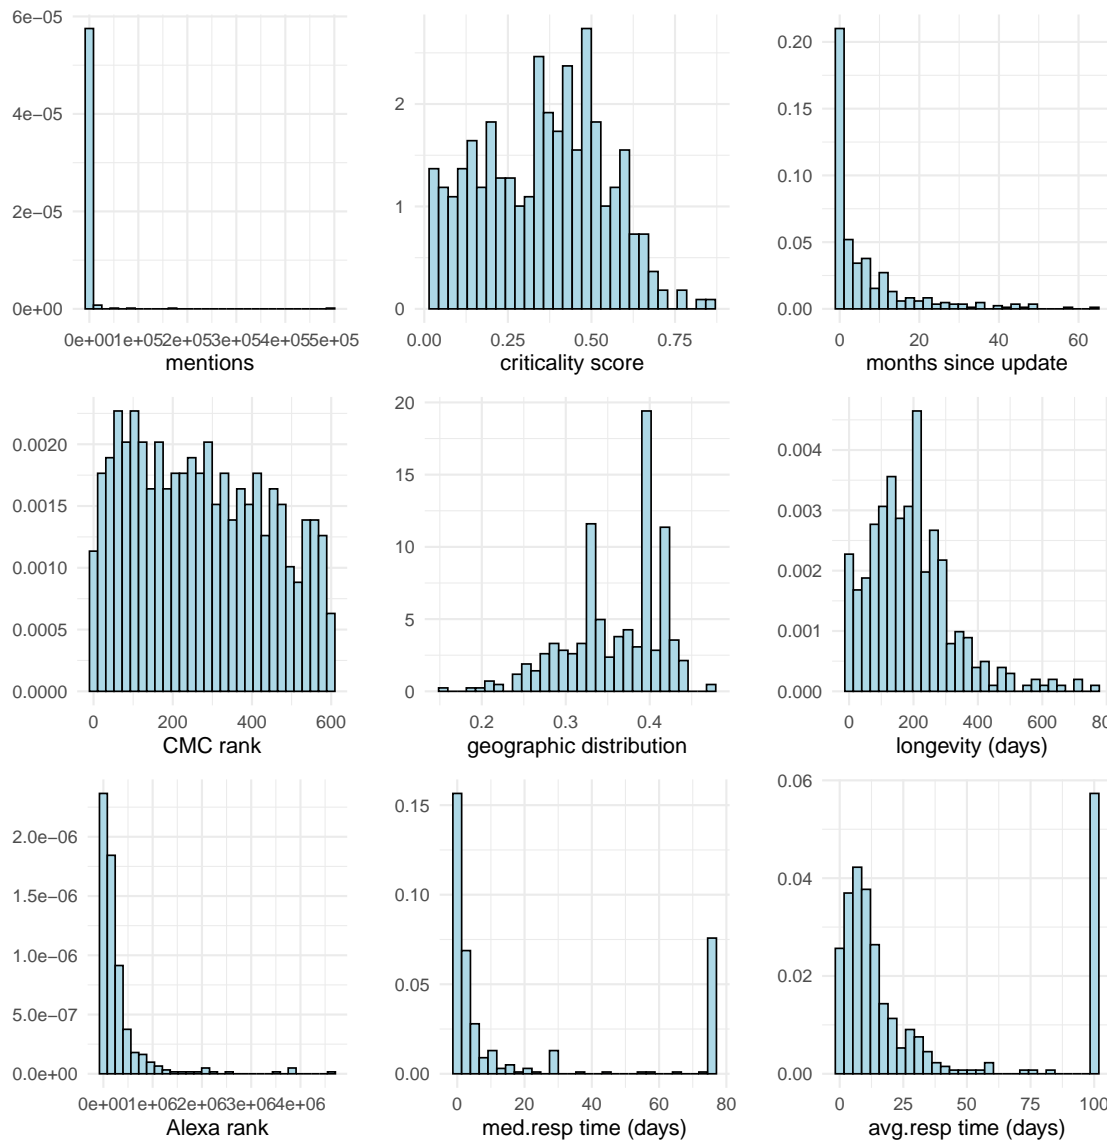 6e−05
4e−05
2e−05
0e+00
0e+001e+052e+053e+054e+055e+05
mentions
2
1
0
0.00 0.25 0.50 0.75
criticality score
0.20
0.15
0.10
0.05
0.00
0 20 40 60
months since update
0.0020
0.0015
0.0010
0.0005
0.0000
0 200 400 600
CMC rank
20
15
10
5
0
0.2 0.3 0.4
geographic distribution
0.004
0.003
0.002
0.001
0.000
0 200 400 600 80
longevity (days)
2.0e−06
1.5e−06
1.0e−06
5.0e−07
0.0e+00
0e+001e+062e+063e+064e+06
Alexa rank
0.15
0.10
0.05
0.00
0 20 40 60 80
med.resp time (days)
0.06
0.04
0.02
0.00
0 25 50 75 100
avg.resp time (days)